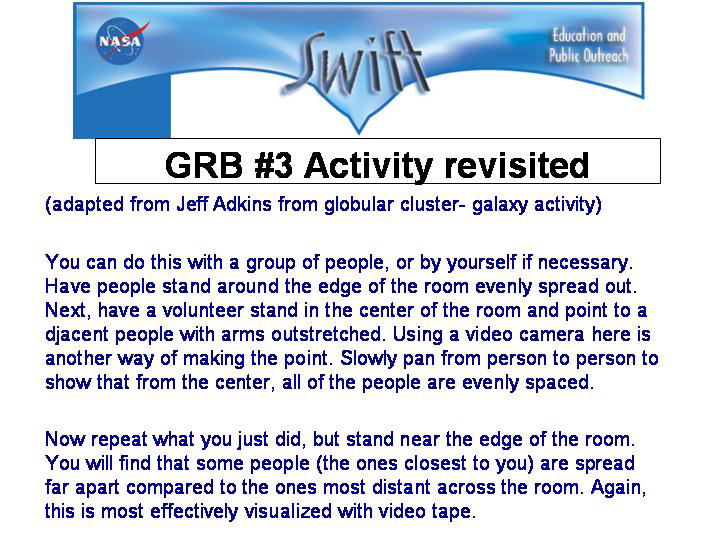 NASA
Swift
Education and
Public Outreach
GRB #3 Activity revisited
(adapted from Jeff Adkins from globular cluster- galaxy activity)
You can do this with a group of people, or by yourself if necessary.
Have people stand around the edge of the room evenly spread out.
Next, have a volunteer stand in the center of the room and point to a
djacent people with arms outstretched. Using a video camera here is
another way of making the point. Slowly pan from person to person to
show that from the center, all of the people are evenly spaced.
Now repeat what you just did, but stand near the edge of the room.
You will find that some people (the ones closest to you) are spread
far apart compared to the ones most distant across the room. Again,
this is most effectively visualized with video tape.